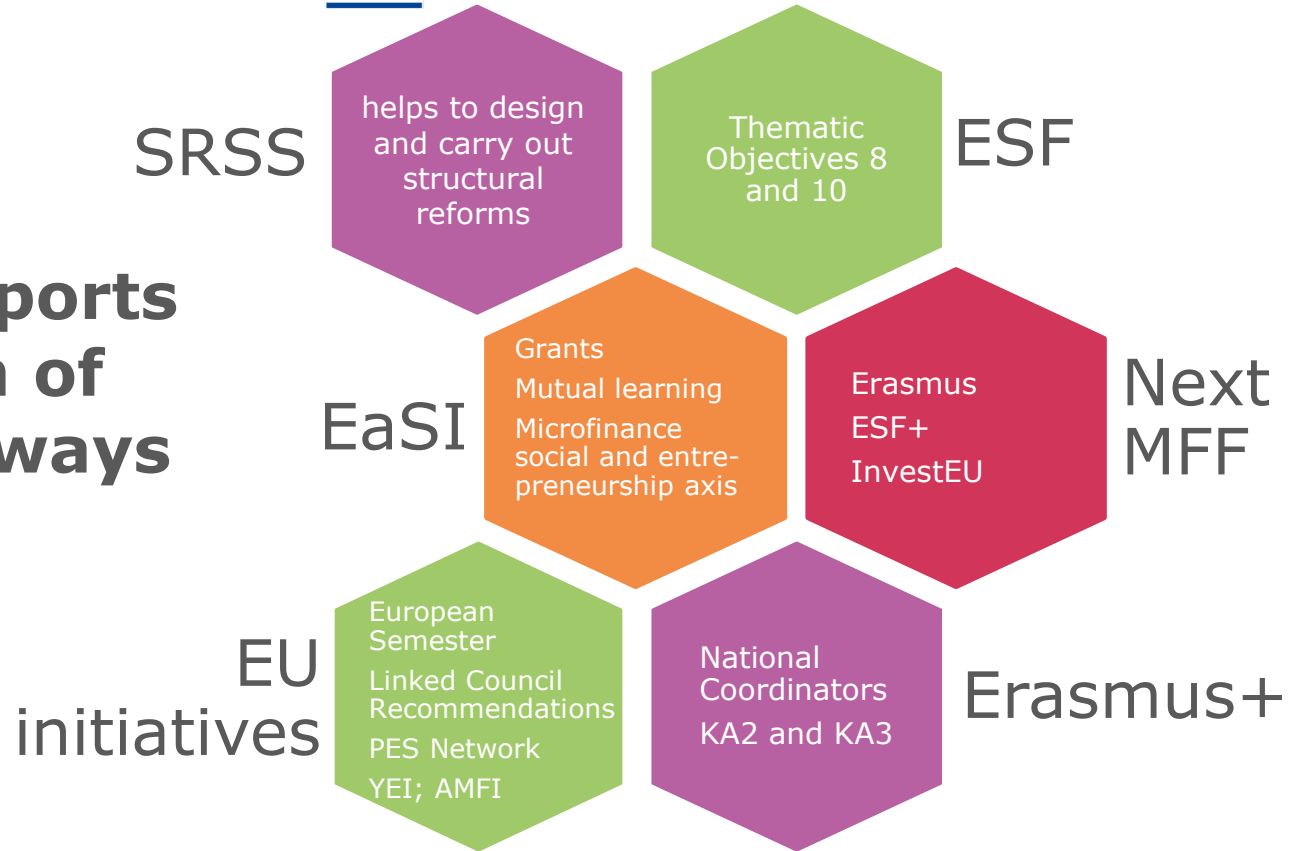 SRSS
helps to design
and carry out
structural
reforms
Thematic
Objectives 8
and 10
ESF
ports
of
ways
EaSI
Grants
Mutual learning
Microfinance
social and entre-
preneurship axis
Erasmus
ESF+
InvestEU
Next
MFF
EU
initiatives
European
Semester
Linked Council
Recommendations
PES Network
YEI; AMFI
National
Coordinators
KA2 and KA3
Erasmus+